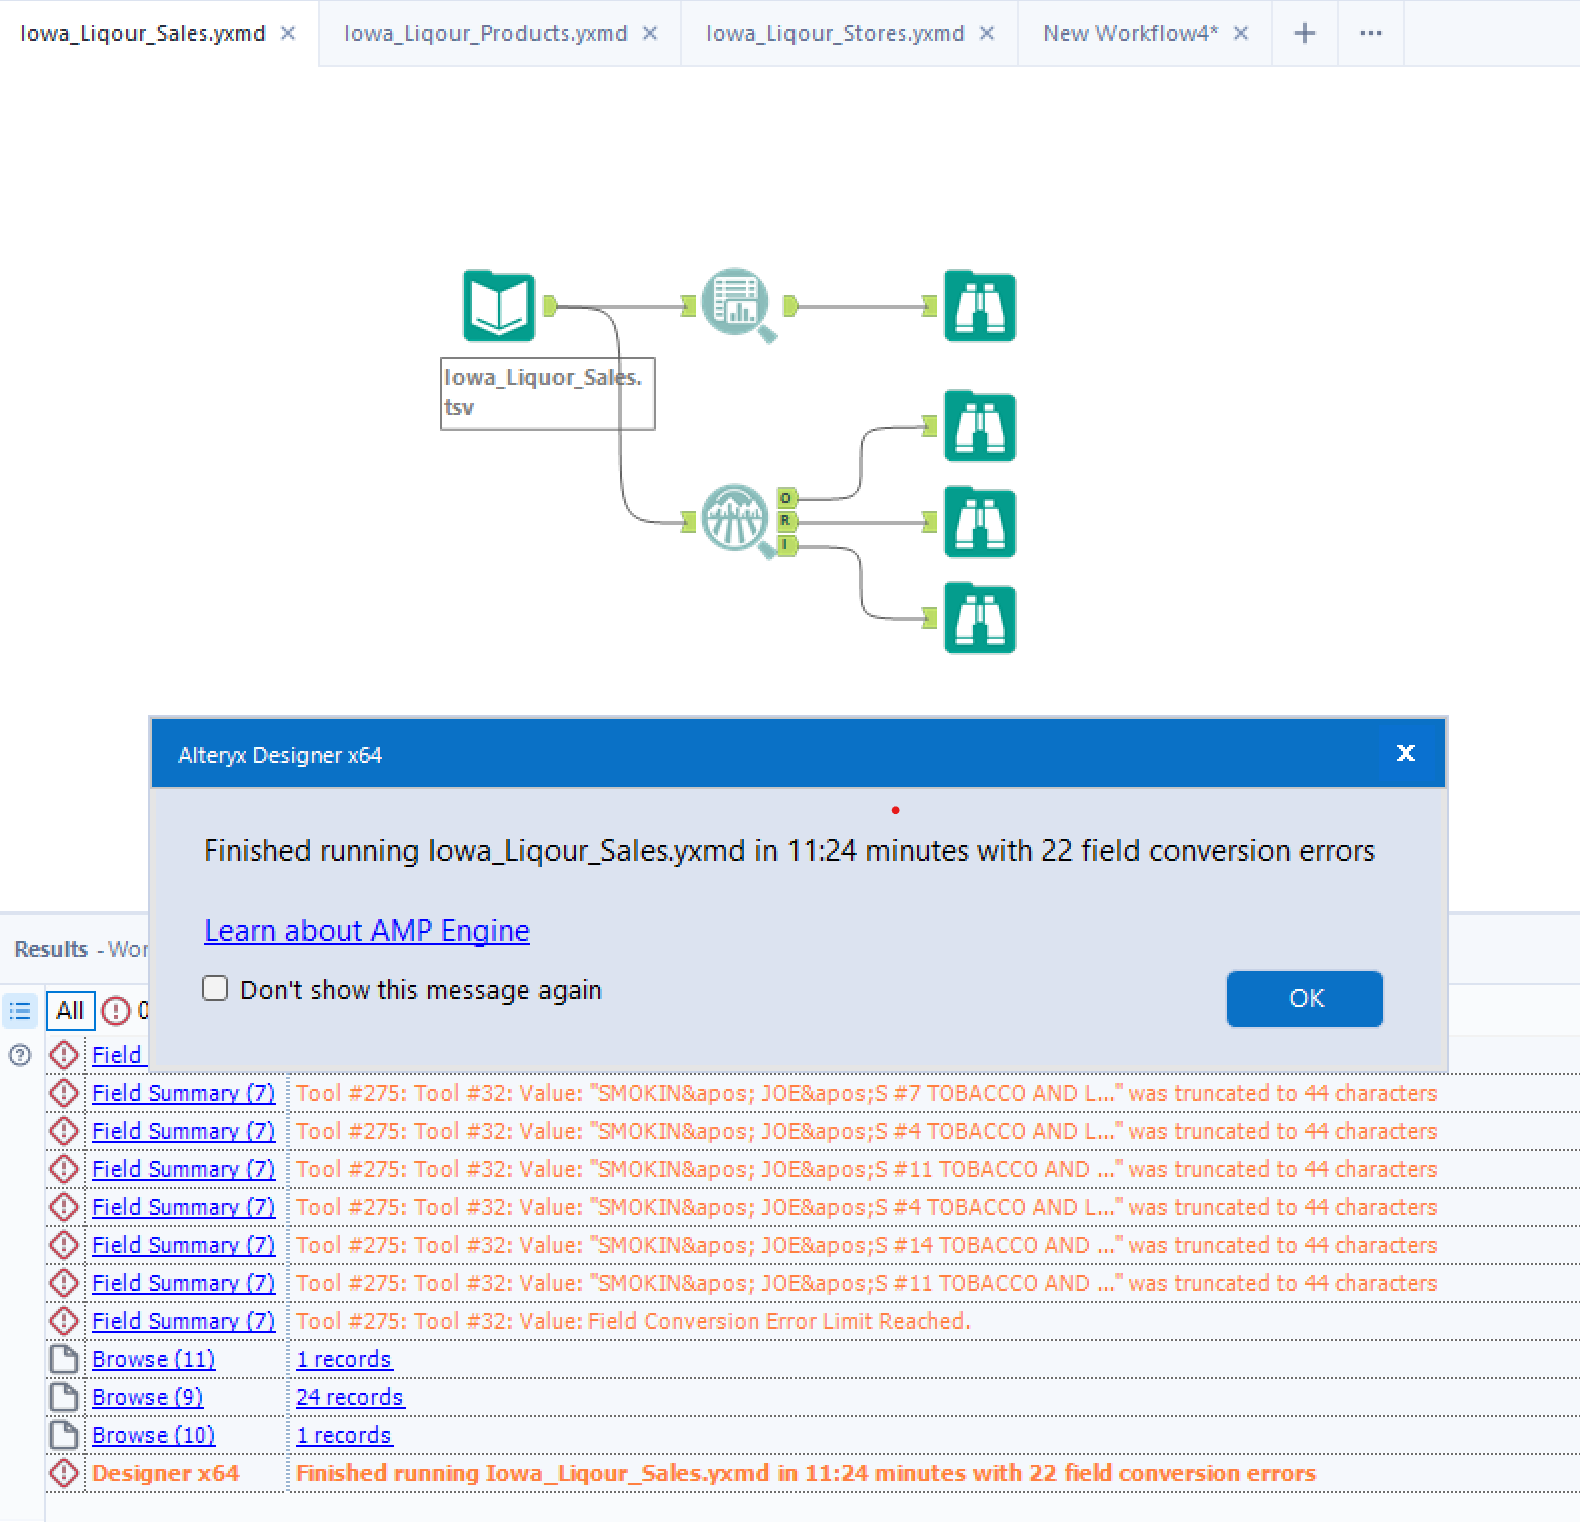 Iowa_Liqour_Sales.yxmd
Iowa_Liqour_Products.yxmd
Iowa_Liqour_Stores.yxmd
New Workflow4*
Iowa_Liquor_Sales.
tsv
O
R
I
Alteryx Designer x64
Finished running Iowa_Liqour_Sales.yxmd in 11:24 minutes with 22 field conversion errors
Learn about AMP Engine
Don't show this message again
OK
Results - Wor
All
Field
Field Summary (7) Tool #275: Tool #32: Value: "SMOKIN&apos; JOE&apos;S #7 TOBACCO AND L..." was truncated to 44 characters
Field Summary (7) Tool #275: Tool #32: Value: "SMOKIN&apos; JOE&apos;S #4 TOBACCO AND L..." was truncated to 44 characters
Field Summary (7) Tool #275: Tool #32: Value: "SMOKIN&apos; JOE&apos;S #11 TOBACCO AND ..." was truncated to 44 characters
Field Summary (7) Tool #275: Tool #32: Value: "SMOKIN&apos; JOE&apos;S #4 TOBACCO AND L..." was truncated to 44 characters
Field Summary (7) Tool #275: Tool #32: Value: "SMOKIN&apos; JOE&apos;S #14 TOBACCO AND ..." was truncated to 44 characters
Field Summary (7) Tool #275: Tool #32: Value: "SMOKIN&apos; JOE&apos;S #11 TOBACCO AND ..." was truncated to 44 characters
Field Summary (7) Tool #275: Tool #32: Value: Field Conversion Error Limit Reached.
Browse (11) 1 records
Browse (9) 24 records
Browse (10) 1 records
Designer x64 Finished running Iowa_Liqour_Sales.yxmd in 11:24 minutes with 22 field conversion errors